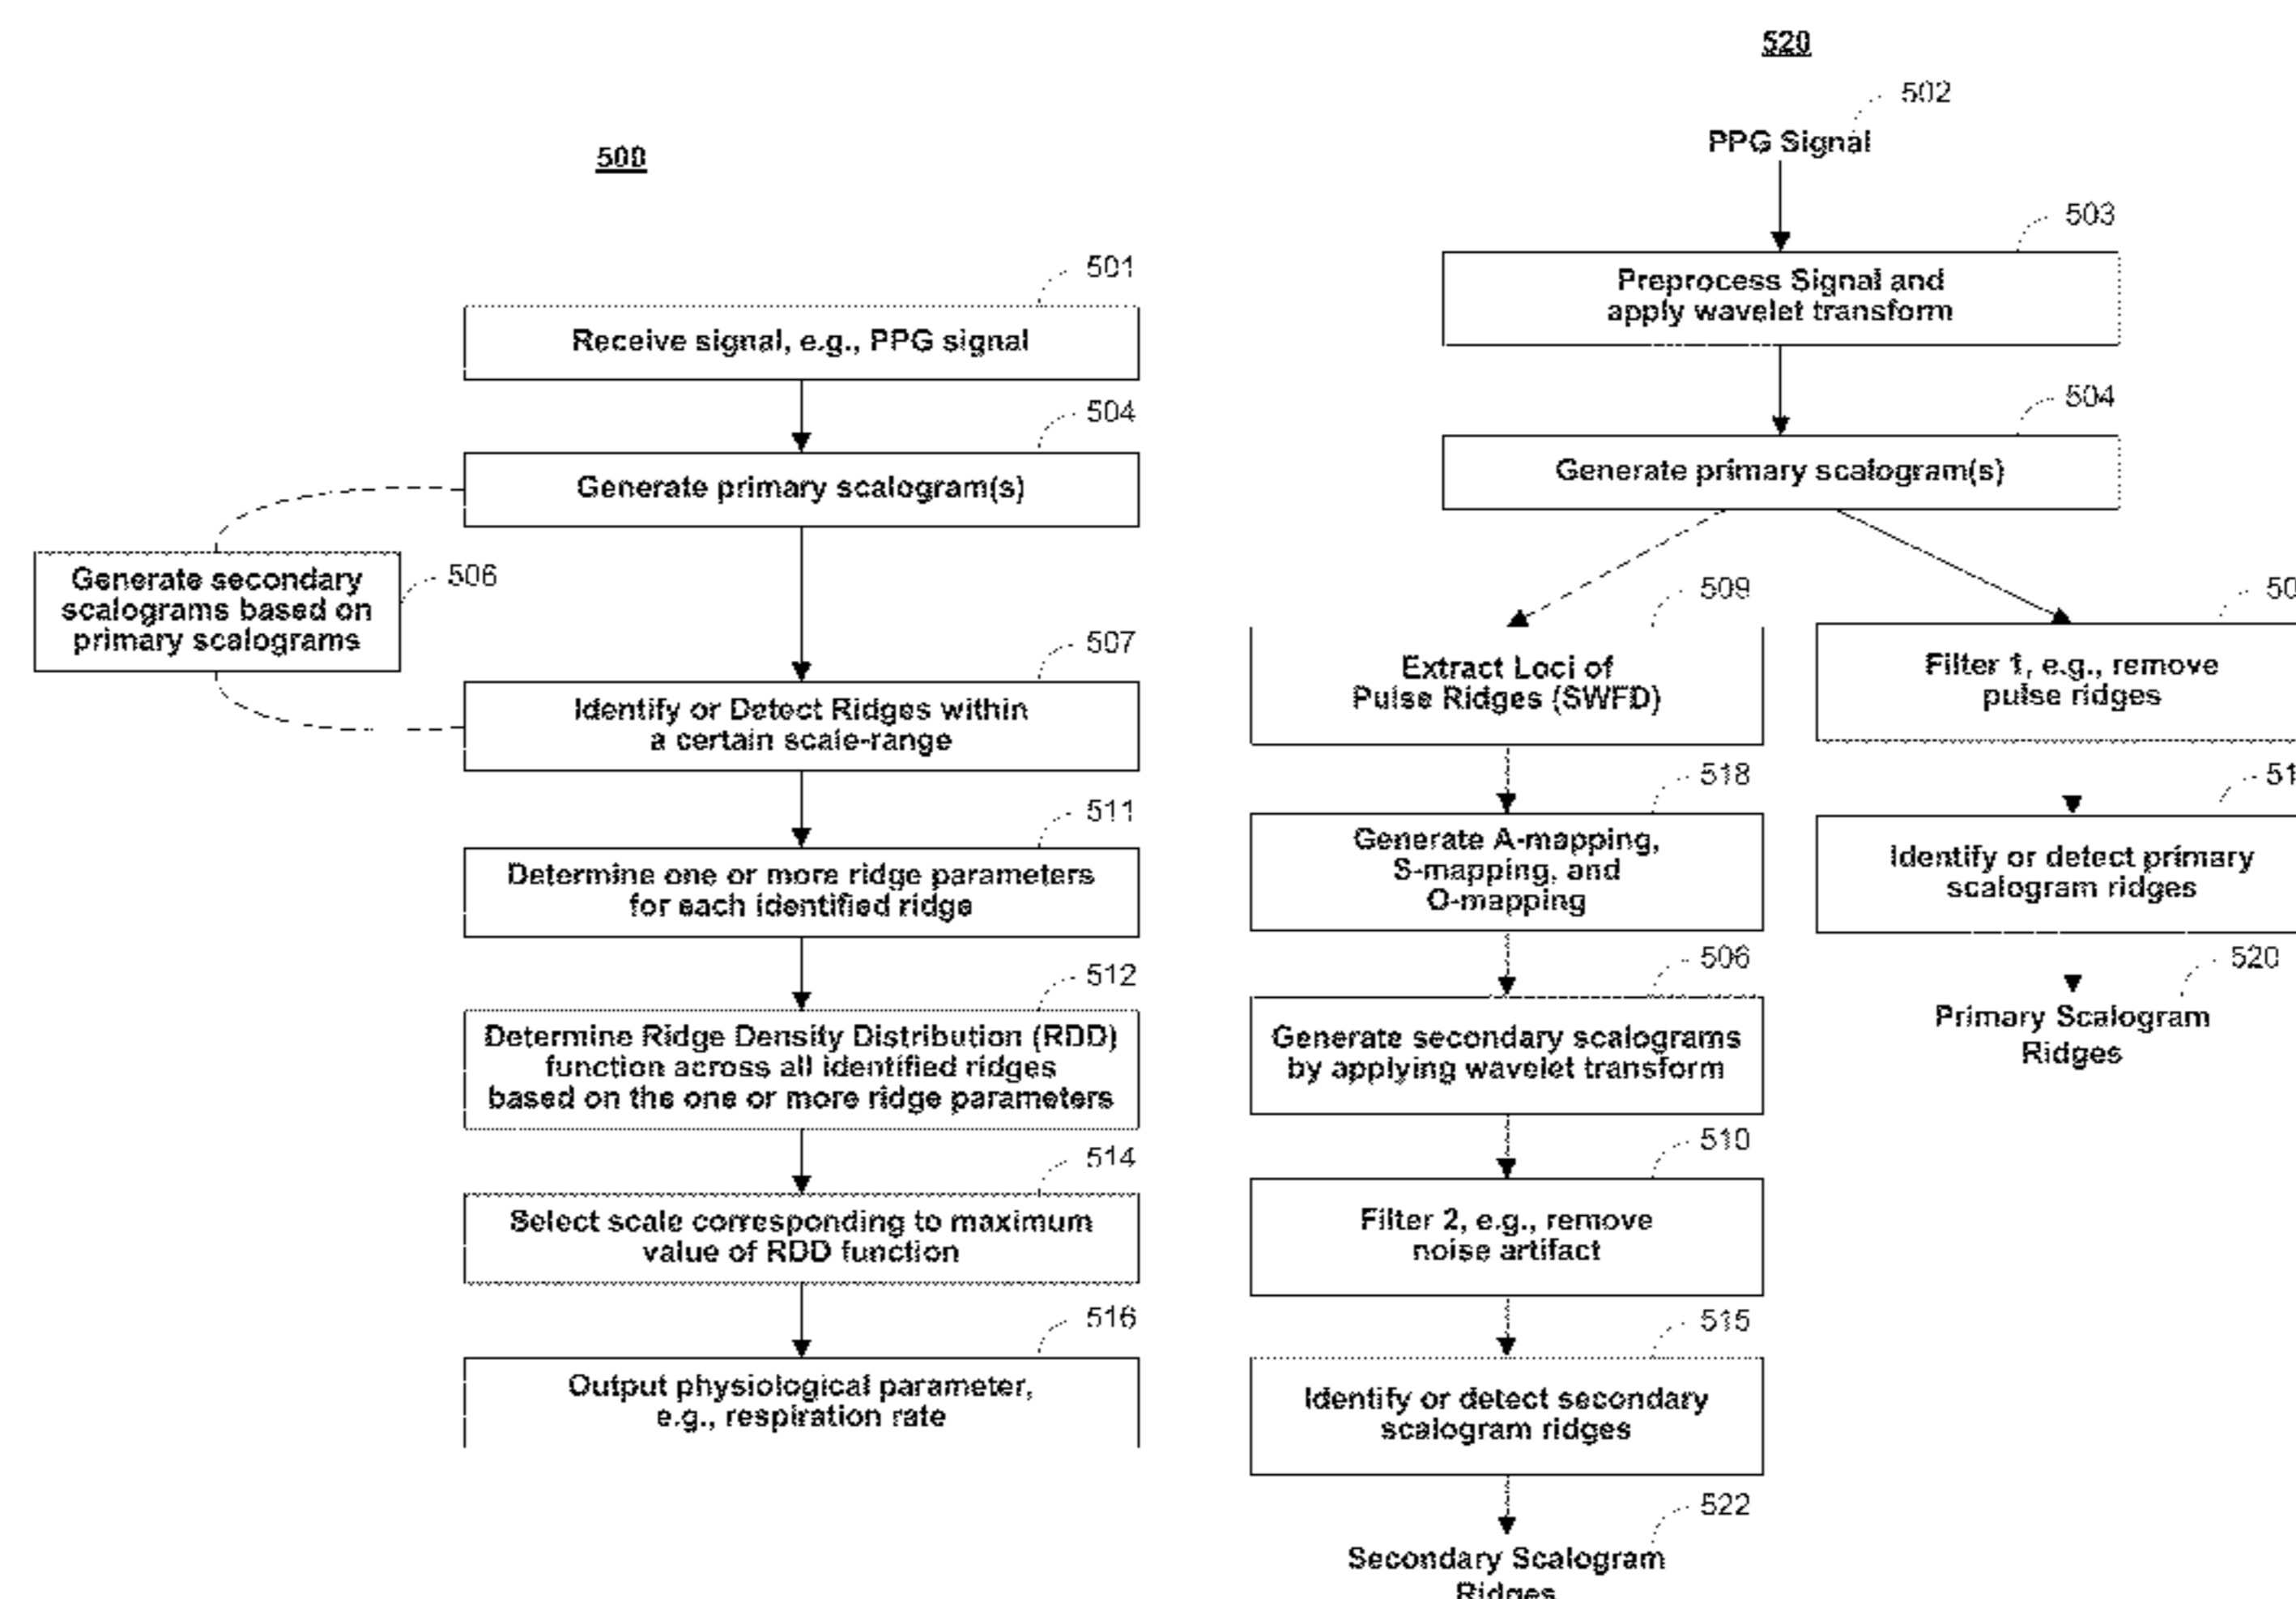 500
501
Receive signal, e.g., PPG signal
504
Generate primary scalogram(s)
Generate secondary
scalograms based on
primary scalograms
506
507
Identify or Detect Ridges within
a certain scale-range
511
Determine one or more ridge parameters
for each identified ridge
512
Determine Ridge Density Distribution (RDD)
function across all identified ridges
based on the one or more ridge parameters
514
Select scale corresponding to maximum
value of RDD function
516
Output physiological parameter,
e.g., respiration rate
520
502
PPG Signal
503
Preprocess Signal and
apply wavelet transform
504
Generate primary scalogram(s)
509
Extract Loci of
Pulse Ridges (SWFD)
518
Generate A-mapping,
S-mapping, and
O-mapping
506
Generate secondary scalograms
by applying wavelet transform
510
Filter 2, e.g., remove
noise artifact
515
Identify or detect secondary
scalogram ridges
522
Secondary Scalogram
Ridges
Filter 1, e.g., remove
pulse ridges
Identify or detect primary
scalogram ridges
520
Primary Scalogram
Ridges